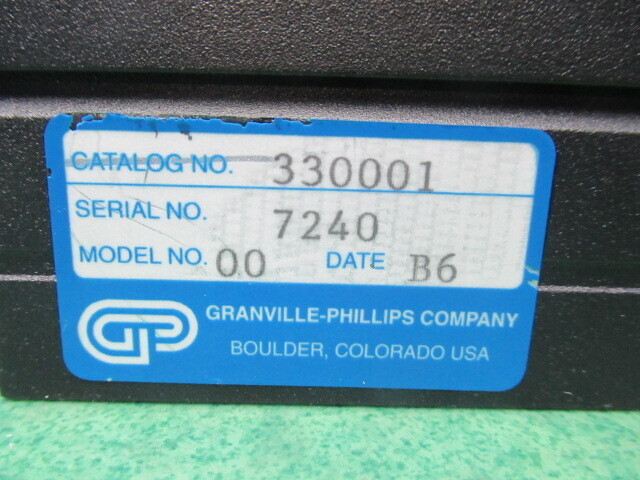 CATALOG NO. 330001
SERIAL NO. 7240
MODEL NO. 00 DATE B6
GP GRANVILLE-PHILLIPS COMPANY
BOULDER, COLORADO USA